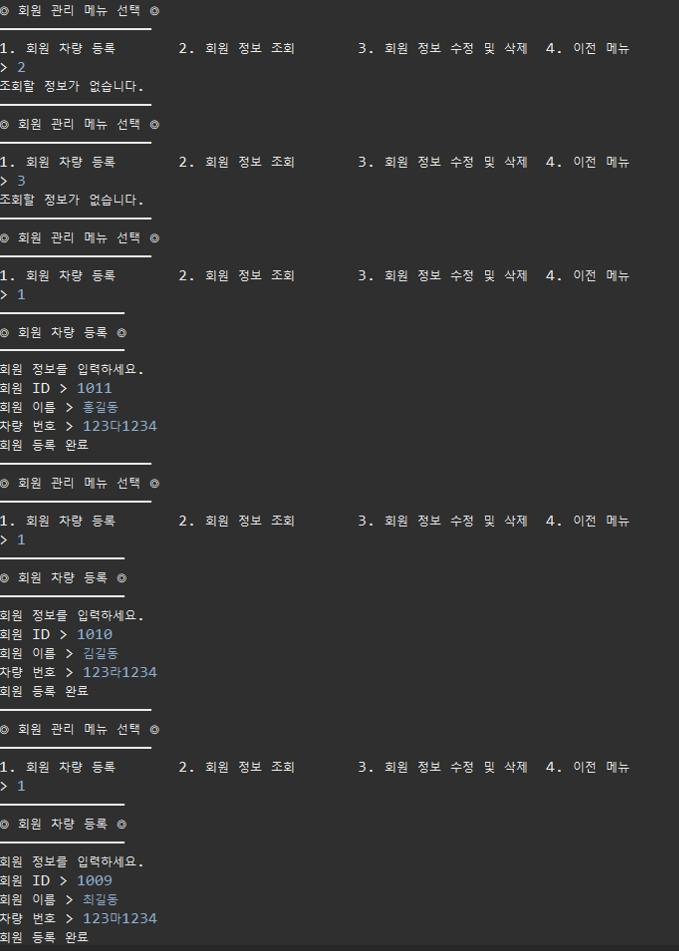 ◎ 회원 관리 메뉴 선택 ◎
1. 회원 차량 등록 2. 회원 정보 조회 3. 회원 정보 수정 및 삭제 4. 이전 메뉴
> 2
조회할 정보가 없습니다.
◎ 회원 관리 메뉴 선택 ◎
1. 회원 차량 등록 2. 회원 정보 조회 3. 회원 정보 수정 및 삭제 4. 이전 메뉴
> 3
조회할 정보가 없습니다.
◎ 회원 관리 메뉴 선택 ◎
1. 회원 차량 등록 2. 회원 정보 조회 3. 회원 정보 수정 및 삭제 4. 이전 메뉴
> 1
◎ 회원 차량 등록 ◎
회원 정보를 입력하세요.
회원 ID > 1011
회원 이름 > 홍길동
차량 번호 > 123다1234
회원 등록 완료
◎ 회원 관리 메뉴 선택 ◎
1. 회원 차량 등록 2. 회원 정보 조회 3. 회원 정보 수정 및 삭제 4. 이전 메뉴
> 1
◎ 회원 차량 등록 ◎
회원 정보를 입력하세요.
회원 ID > 1010
회원 이름 > 김길동
차량 번호 > 123라1234
회원 등록 완료
◎ 회원 관리 메뉴 선택 ◎
1. 회원 차량 등록 2. 회원 정보 조회 3. 회원 정보 수정 및 삭제 4. 이전 메뉴
> 1
◎ 회원 차량 등록 ◎
회원 정보를 입력하세요.
회원 ID > 1009
회원 이름 > 최길동
차량 번호 > 123마1234
회원 등록 완료